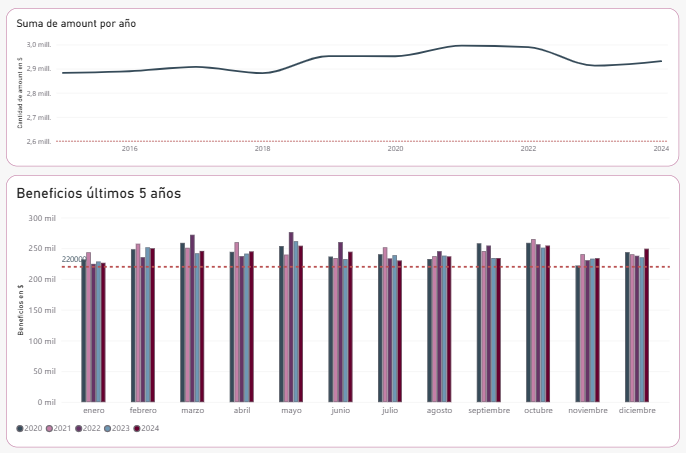 Suma de amount por año
Cantidad de amount en $
3,0 mill.
2,9 mill.
2,8 mill.
2,7 mill.
2,6 mill.
2016 2018 2020 2022 2024
Beneficios últimos 5 años
Beneficios en $
300 mil
250 mil
220000
200 mil
150 mil
100 mil
50 mil
0 mil
enero febrero marzo abril mayo junio julio agosto septiembre octubre noviembre diciembre
2020 2021 2022 2023 2024